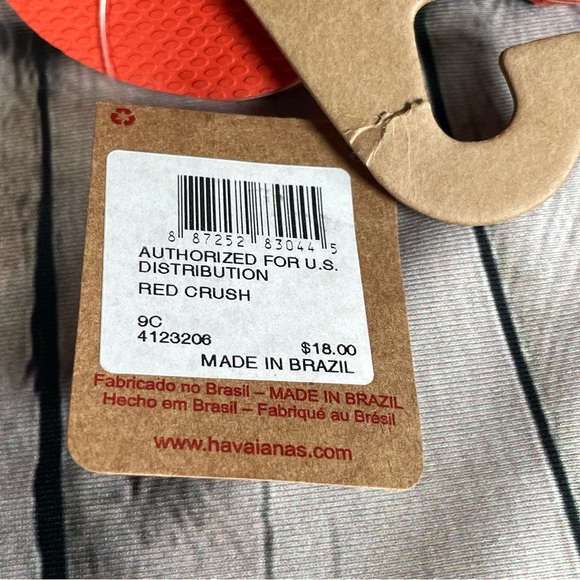 8 87252 83044 5
AUTHORIZED FOR U.S.
DISTRIBUTION
RED CRUSH
9C
4123206 $18.00
MADE IN BRAZIL
Fabricado no Brasil – MADE IN BRAZIL
Hecho em Brasil – Fabriqué au Brésil
www.havaianas.com